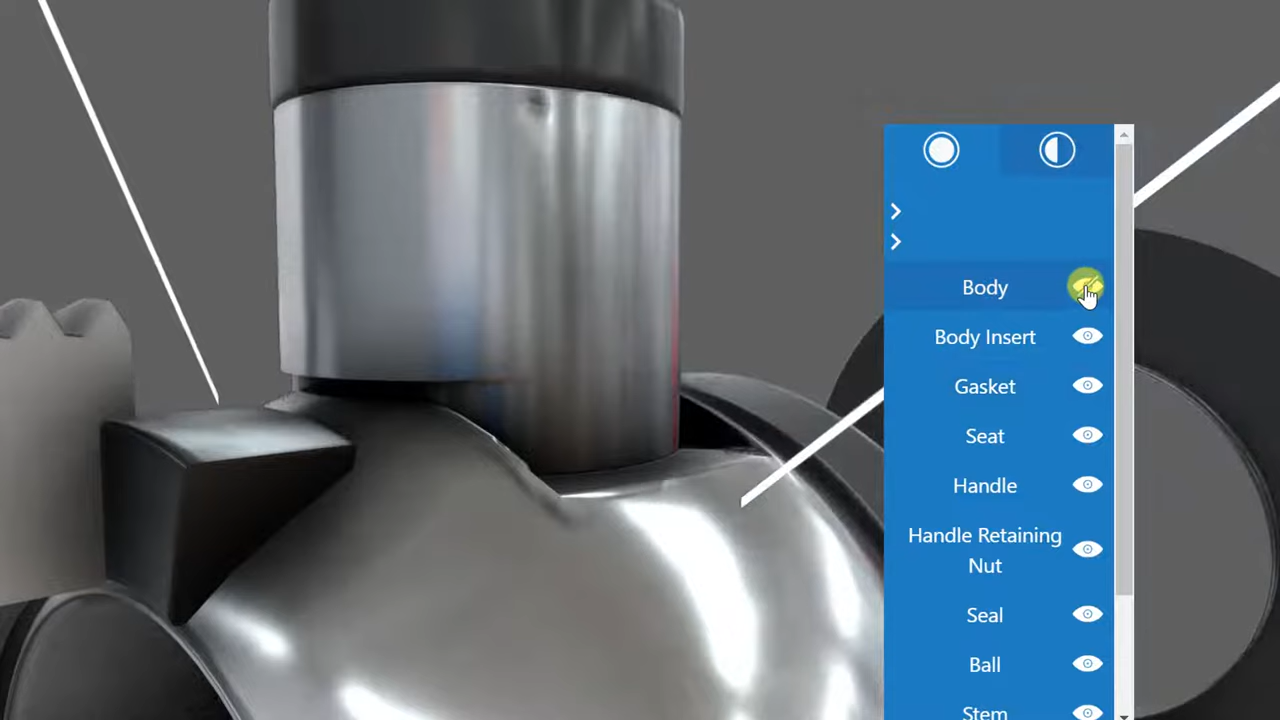 Body
Body Insert
Gasket
Seat
Handle
Handle Retaining
Nut
Seal
Ball
Stem